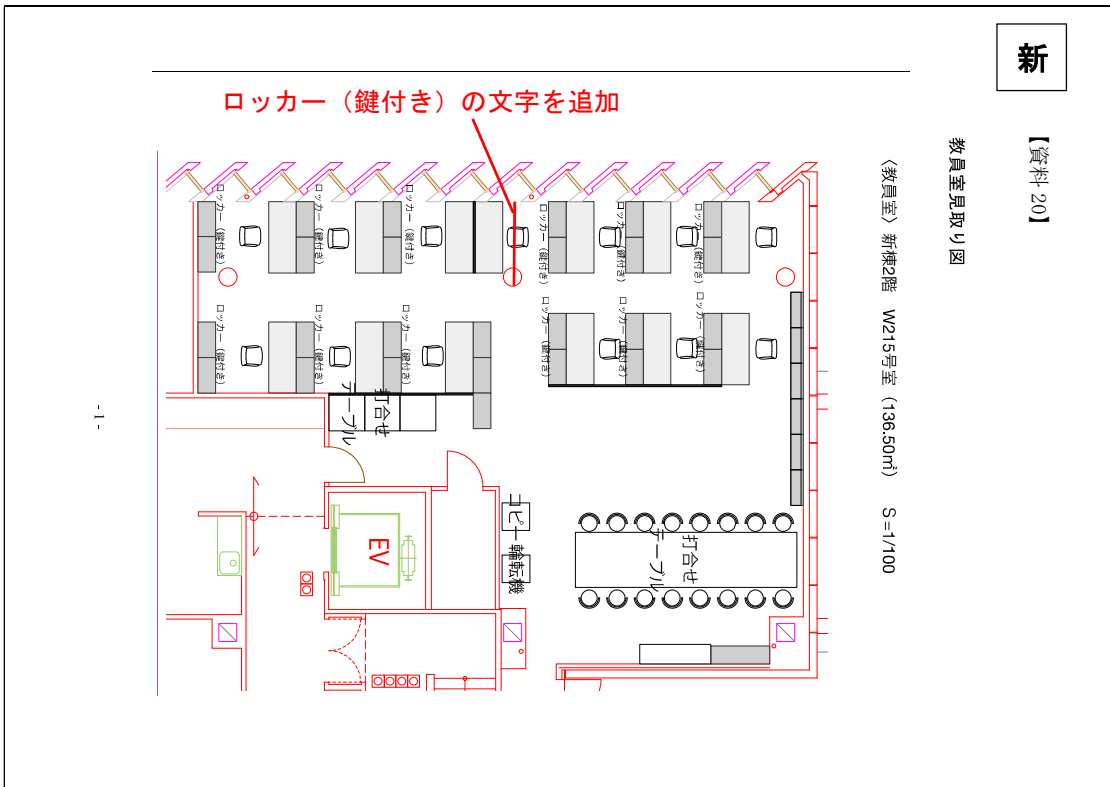 新
【資料 20】
教員室見取り図
〈教員室〉新棟2階　W215号室（136.50㎡）　S=1/100
ロッカー（鍵付き）の文字を追加
ロッカー（鍵付き）
ロッカー（鍵付き）
ロッカー（鍵付き）
ロッカー（鍵付き）
ロッカー（鍵付き）
ロッカー（鍵付き）
ロッカー（鍵付き）
ロッカー（鍵付き）
ロッカー（鍵付き）
ロッカー（鍵付き）
ロッカー（鍵付き）
ロッカー（鍵付き）
打合せ
テーブル
EV
コピー
輪転機
打合せ
テーブル
- 1 -